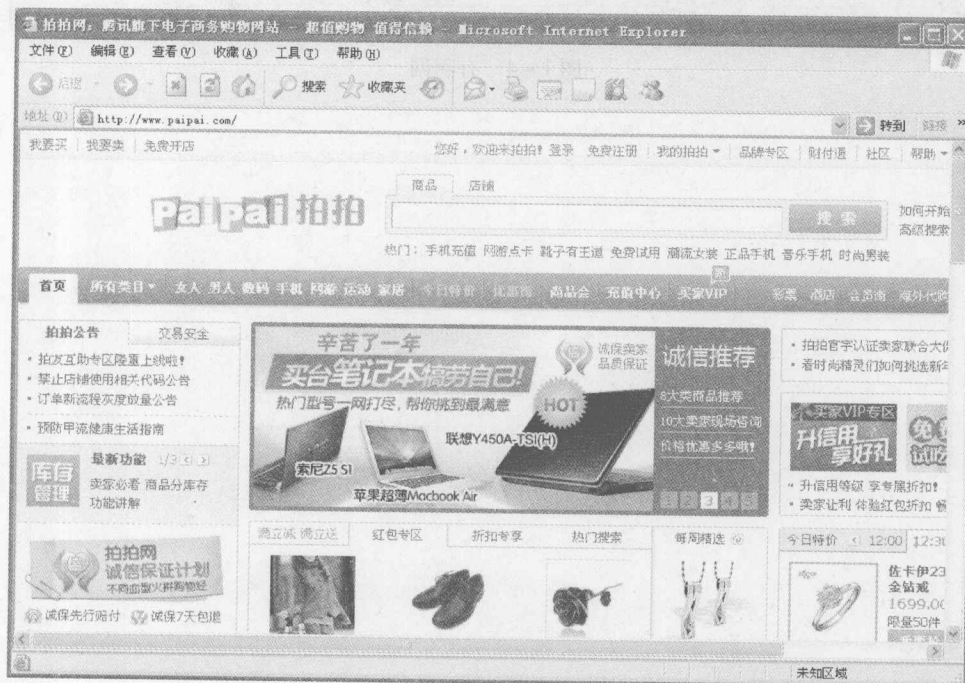 拍拍网：腾讯旗下电子商务购物网站 - 超值购物 值得信赖 - Microsoft Internet Explorer
文件(F) 编辑(E) 查看(V) 收藏(A) 工具(T) 帮助(H)
后退 搜索 收藏夹
地址(D) http://www.paipai.com/ 转到 链接 »
我要买 我要卖 免费开店 您好，欢迎来拍拍！登录 免费注册 我的拍拍 品牌专区 财付通 社区 帮助
商品 店铺
PaiPai拍拍 搜索 如何开始
高级搜索
热门：手机充值 网游点卡 靴子有王道 免费试用 潮流女装 正品手机 音乐手机 时尚男装
新
首页 所有类目 女人 男人 数码 手机 网游 运动 家居 今日特价 优惠街 尚品会 充值中心 买家VIP 彩票 酒店 会员商 海外代购
拍拍公告 交易安全
拍友互助专区隆重上线啦！
禁止店铺使用相关代码公告
订单新流程灰度放量公告
预防甲流健康生活指南
库存管理
最新功能 1/3
卖家必看 商品分库存
功能讲解
拍拍网
诚信保证计划
诚保先行赔付 诚保7天包退
辛苦了一年
买台笔记本犒劳自己！
热门型号一网打尽，帮你挑到最满意
诚保卖家
品质保证
HOT
联想Y450A-TSI(H)
索尼Z5 SI
苹果超薄Macbook Air
诚信推荐
8大类商品推荐
10大卖家现场咨询
价格优惠多多哦！
1 2 3 4 5
满立减 满立送 红包专区 折扣专享 热门搜索 每周精选
拍拍官字认证卖家联合大
看时尚精灵们如何挑选新年
买家VIP专区
升信用
享好礼
免
试吃
升信用等级 享专属折扣！
卖家让利 体验红包折扣
今日特价 12:00 12:30
佐卡伊23
金钻戒
1699.00
限量50件
未知区域